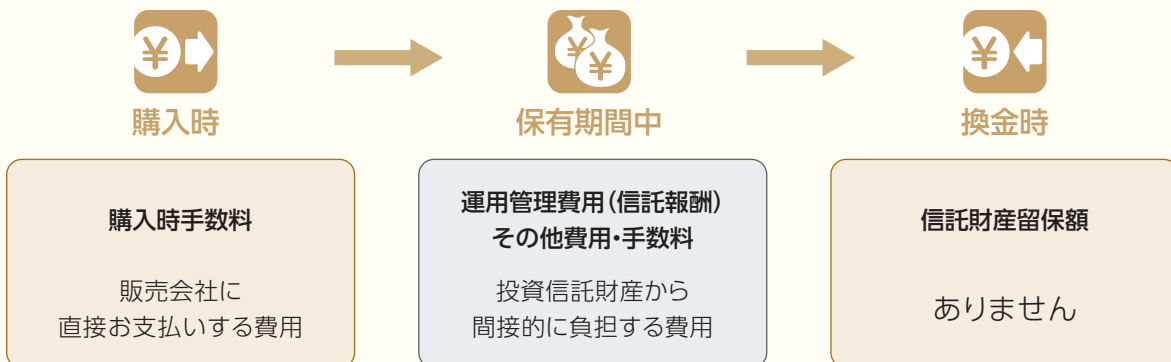 購入時
保有期間中
換金時
購入時手数料
販売会社に
直接お支払いする費用
運用管理費用(信託報酬)
その他費用・手数料
投資信託財産から
間接的に負担する費用
信託財産留保額
ありません